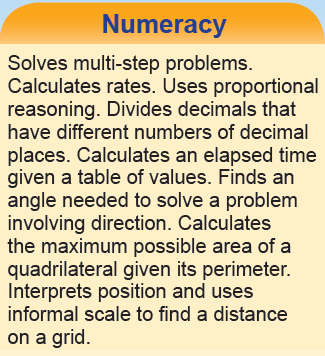 Numeracy
Solves multi-step problems.
Calculates rates. Uses proportional
reasoning. Divides decimals that
have different numbers of decimal
places. Calculates an elapsed time
given a table of values. Finds an
angle needed to solve a problem
involving direction. Calculates
the maximum possible area of a
quadrilateral given its perimeter.
Interprets position and uses
informal scale to find a distance
on a grid.